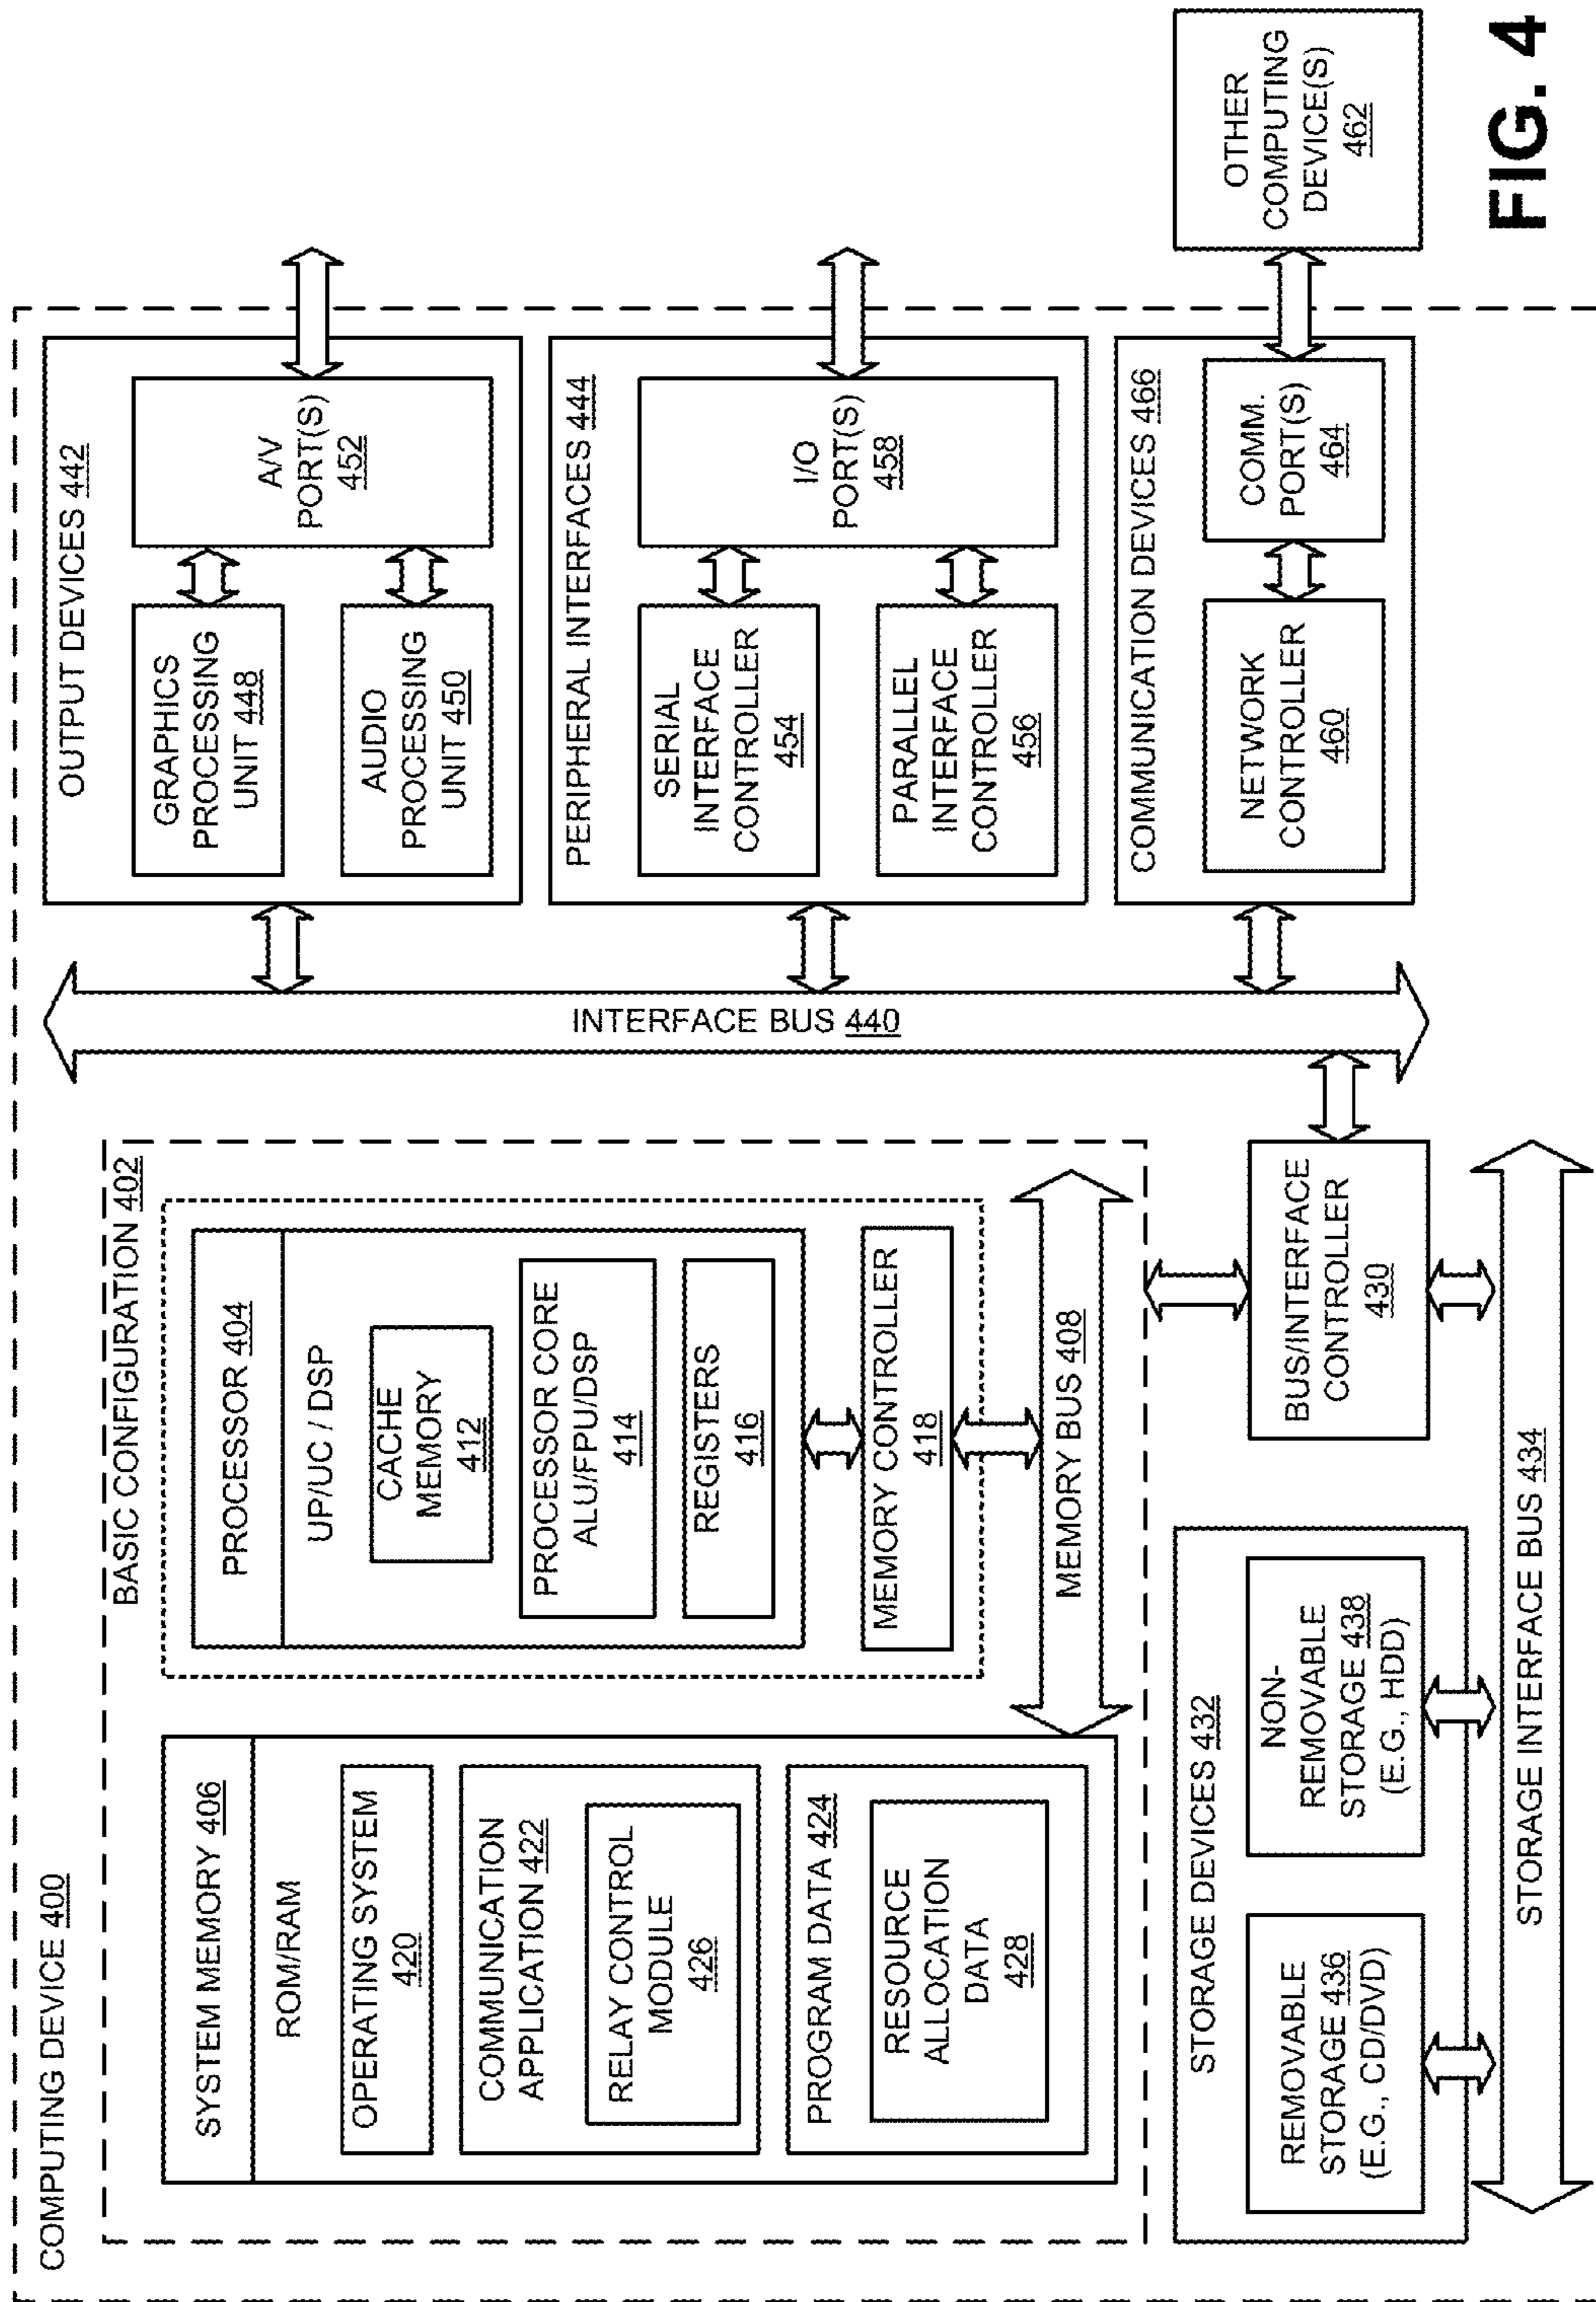 COMPUTING DEVICE 400
BASIC CONFIGURATION 402
SYSTEM MEMORY 406
ROM/RAM
OPERATING SYSTEM
420
COMMUNICATION
APPLICATION 422
RELAY CONTROL
MODULE
426
PROGRAM DATA 424
RESOURCE
ALLOCATION
DATA
428
PROCESSOR 404
UP/UC / DSP
CACHE
MEMORY
412
PROCESSOR CORE
ALU/FPU/DSP
414
REGISTERS
416
MEMORY CONTROLLER
418
MEMORY BUS 408
BUS/INTERFACE
CONTROLLER
430
STORAGE DEVICES 432
REMOVABLE
STORAGE 436
(E.G., CD/DVD)
NON-
REMOVABLE
STORAGE 438
(E.G., HDD)
STORAGE INTERFACE BUS 434
INTERFACE BUS 440
OUTPUT DEVICES 442
GRAPHICS
PROCESSING
UNIT 448
AUDIO
PROCESSING
UNIT 450
A/V
PORT(S)
452
PERIPHERAL INTERFACES 444
SERIAL
INTERFACE
CONTROLLER
454
PARALLEL
INTERFACE
CONTROLLER
456
I/O
PORT(S)
458
COMMUNICATION DEVICES 466
NETWORK
CONTROLLER
460
COMM.
PORT(S)
464
OTHER
COMPUTING
DEVICE(S)
462
FIG. 4